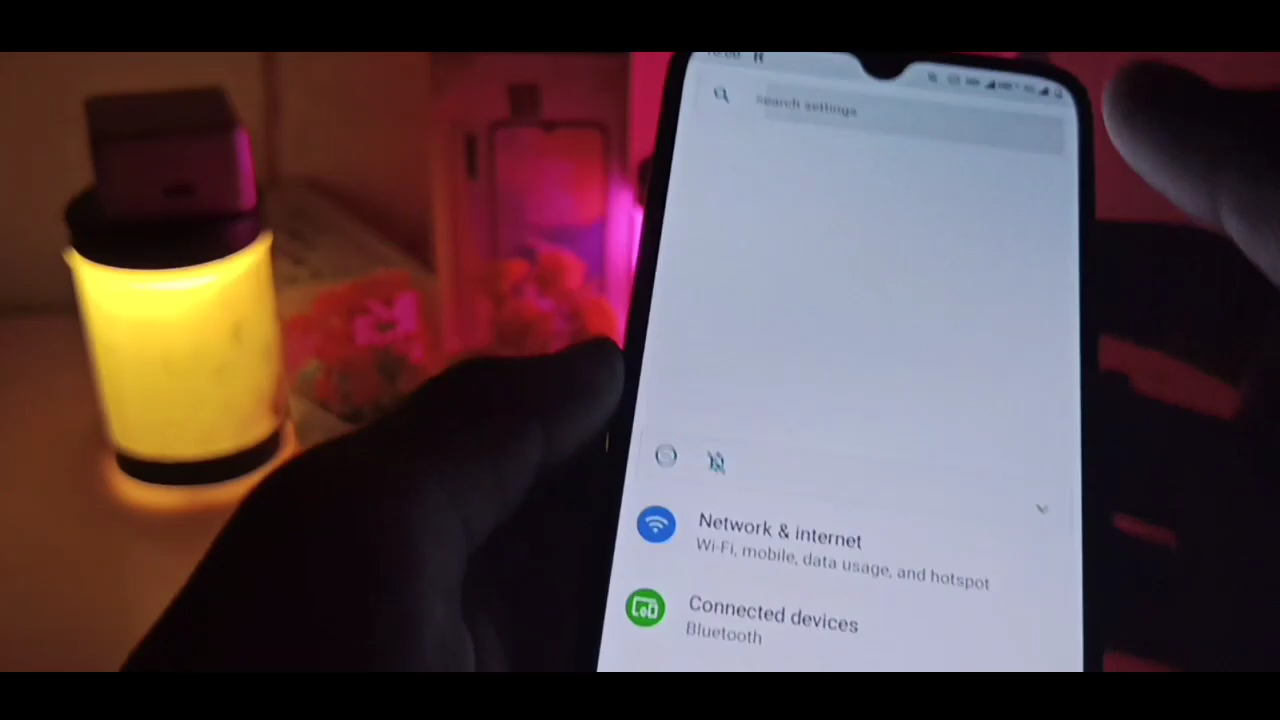 search settings
Network & internet
Wi-Fi, mobile, data usage, and hotspot
Connected devices
Bluetooth